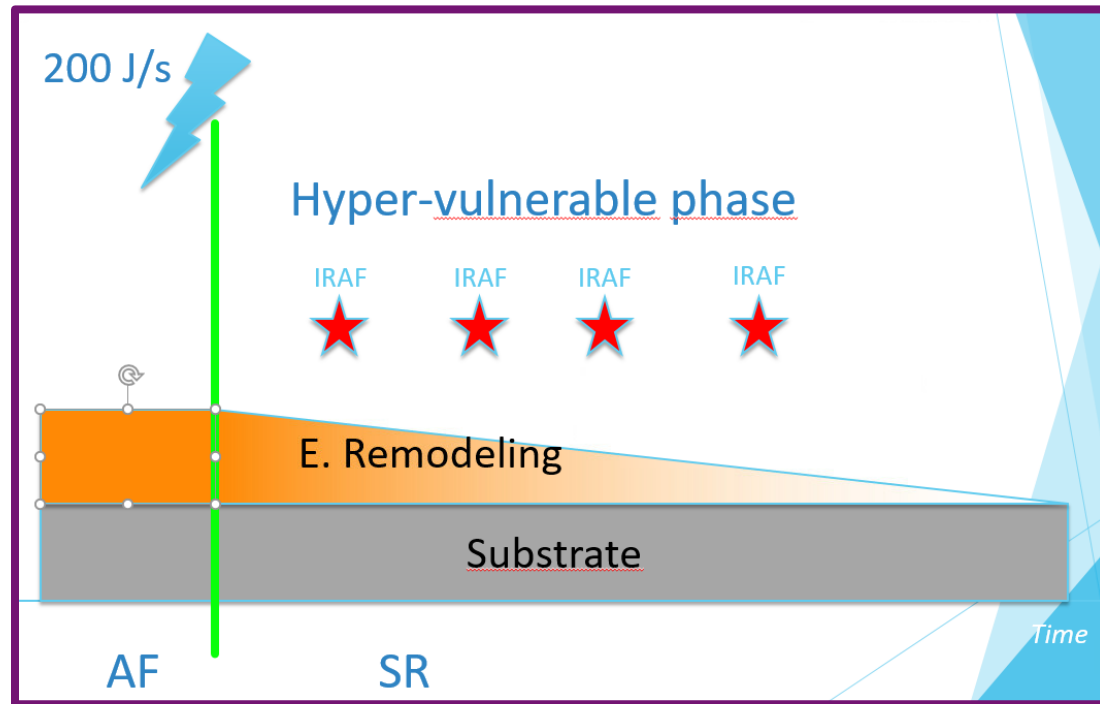 200 J/s
Hyper-vulnerable phase
IRAF IRAF IRAF IRAF
E. Remodeling
Substrate
Time
AF SR